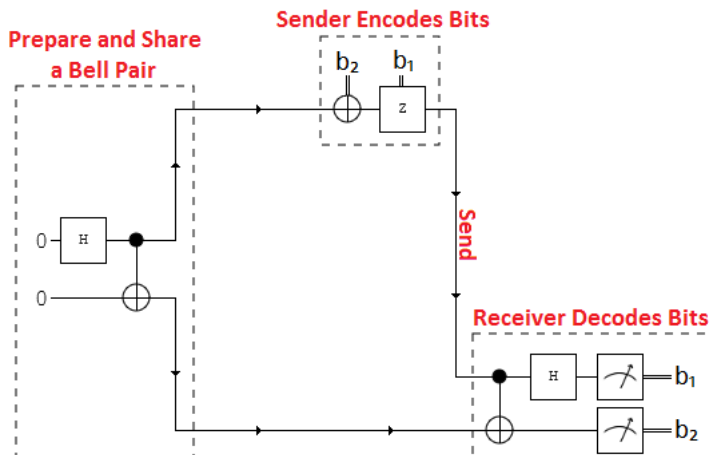 Sender Encodes Bits
Prepare and Share
a Bell Pair
b₂ b₁
Z
0 H
0
Send
Receiver Decodes Bits
H b₁
b₂